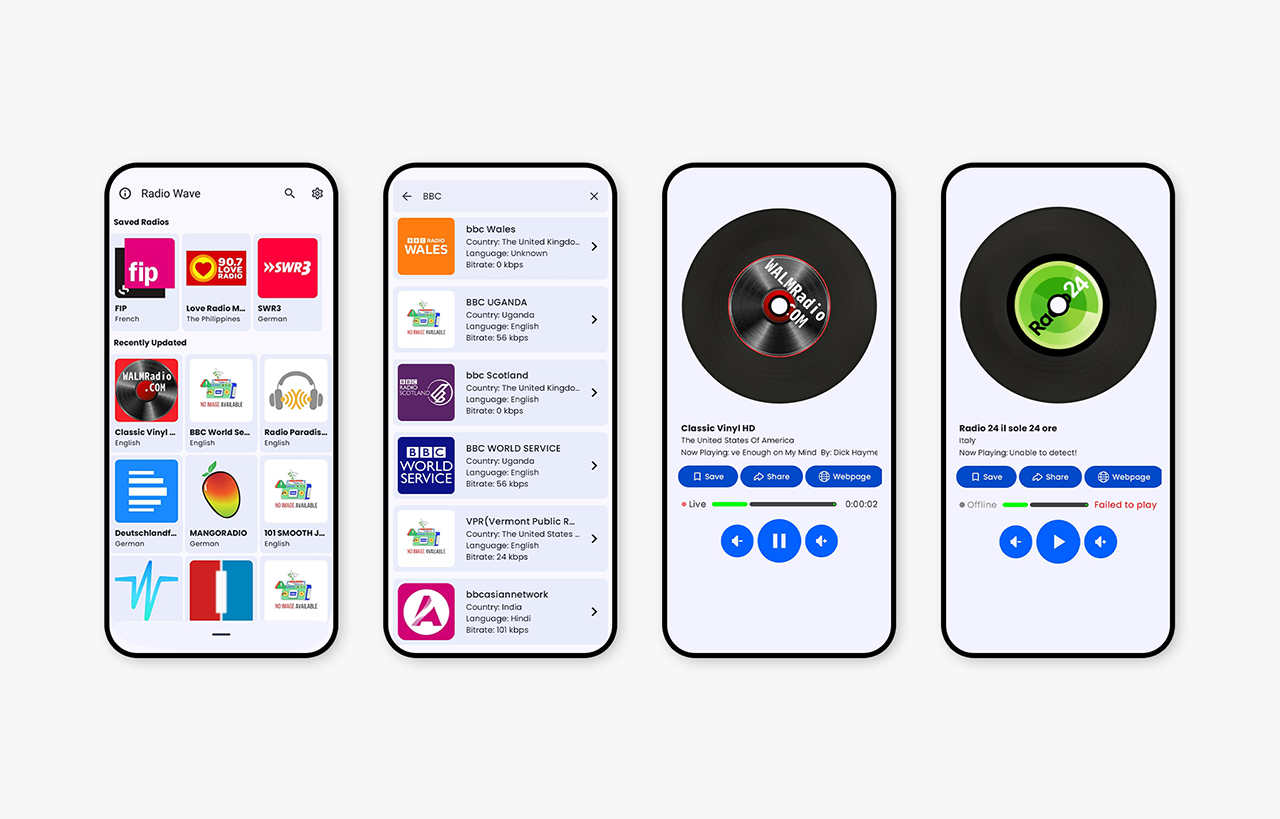 Radio Wave
Saved Radios
fip
90.7
LOVE
RADIO
SWR3
FIP
French
Love Radio M...
The Philippines
SWR3
German
Recently Updated
WALMRadio
.COM
NO IMAGE AVAILABLE
Classic Vinyl ...
English
BBC World Se...
English
Radio Paradis...
English
Deutschlandf...
German
MANGORADIO
German
NO IMAGE AVAILABLE
101 SMOOTH J...
English
NO IMAGE AVAILABLE
BBC
BBC RADIO
WALES
bbc Wales
Country: The United Kingdo...
Language: Unknown
Bitrate: 0 kbps
NO IMAGE AVAILABLE
BBC UGANDA
Country: Uganda
Language: English
Bitrate: 56 kbps
BBC
RADIO
SCOTLAND
bbc Scotland
Country: The United Kingdo...
Language: English
Bitrate: 0 kbps
BBC
WORLD
SERVICE
BBC WORLD SERVICE
Country: Uganda
Language: English
Bitrate: 56 kbps
NO IMAGE AVAILABLE
VPR(Vermont Public R...
Country: The United States ...
Language: English
Bitrate: 24 kbps
bbcasiannetwork
Country: India
Language: Hindi
Bitrate: 101 kbps
WALMRadio
.COM
Classic Vinyl HD
The United States Of America
Now Playing: ve Enough on My Mind By: Dick Hayme
Save
Share
Webpage
Live
0:00:02
Radio 24
Radio 24 il sole 24 ore
Italy
Now Playing: Unable to detect!
Save
Share
Webpage
Offline
Failed to play